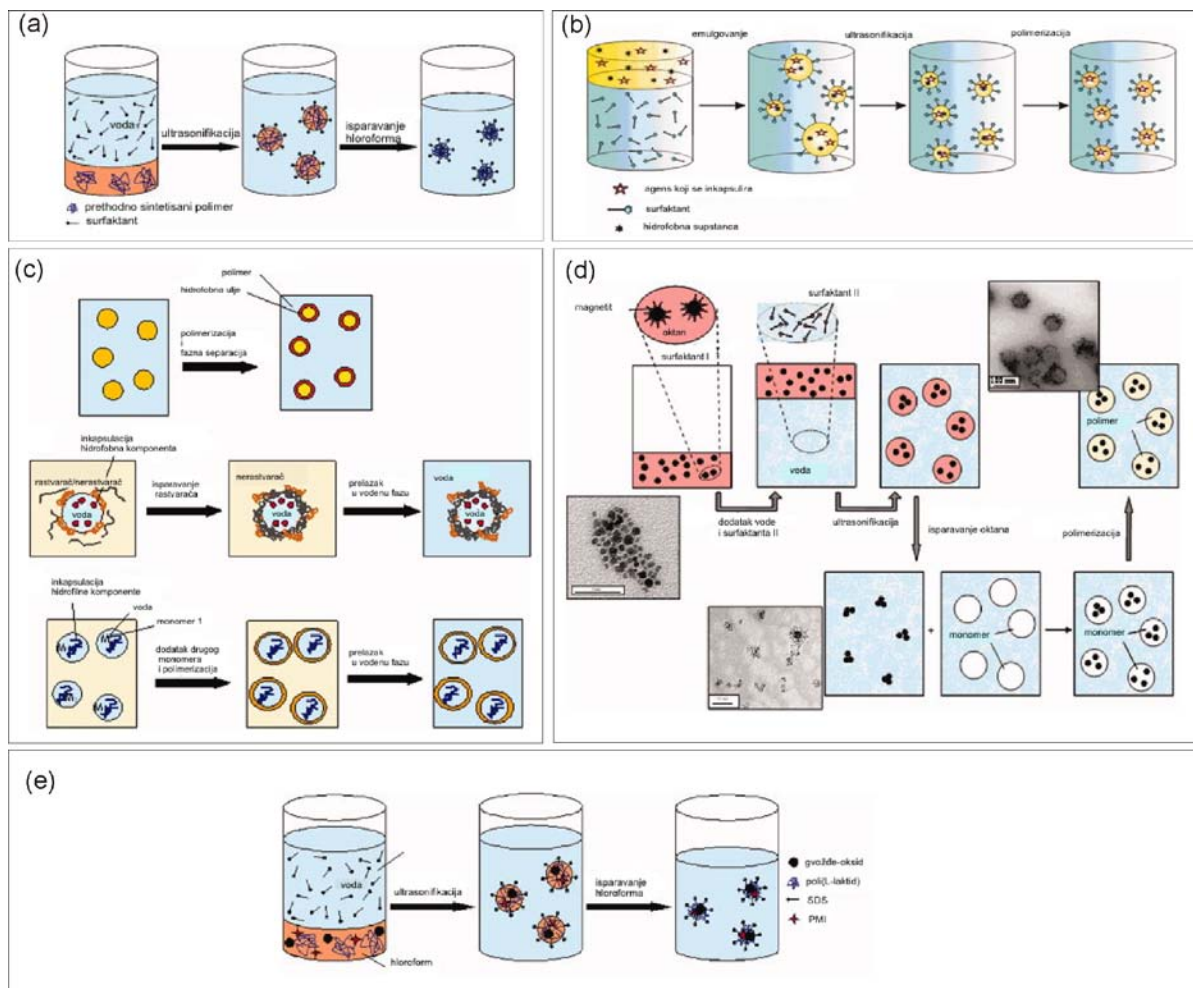 (a)
voda
ultrasonifikacija
isparavanje
hloroforma
prethodno sintetisani polimer
surfaktant
(b)
emulgovanje
ultrasonifikacija
polimerizacija
agens koji se inkapsulira
surfaktant
hidrofobna supstanca
(c)
polimer
hidrofobna ulje
polimerizacija
i
fazna separacija
inkapsulacija
hidrofobna komponenta
rastvarač/nerastvarač
voda
isparavanje
rastvarača
nerastvarač
voda
prelazak
u vodenu fazu
voda
voda
inkapsulacija
hidrofilne komponente
voda
monomer 1
M
M
M
M
dodatak drugog
monomera
i polimerizacija
prelazak
u vodenu fazu
(d)
magnetit
oktan
surfaktant I
surfaktant II
voda
dodatak vode
i surfaktanta II
ultrasonifikacija
isparavanje oktana
+
monomer
monomer
polimerizacija
polimer
(e)
voda
hloroform
ultrasonifikacija
isparavanje
hloroforma
gvožđe-oksid
poli(L-laktid)
SDS
PMI